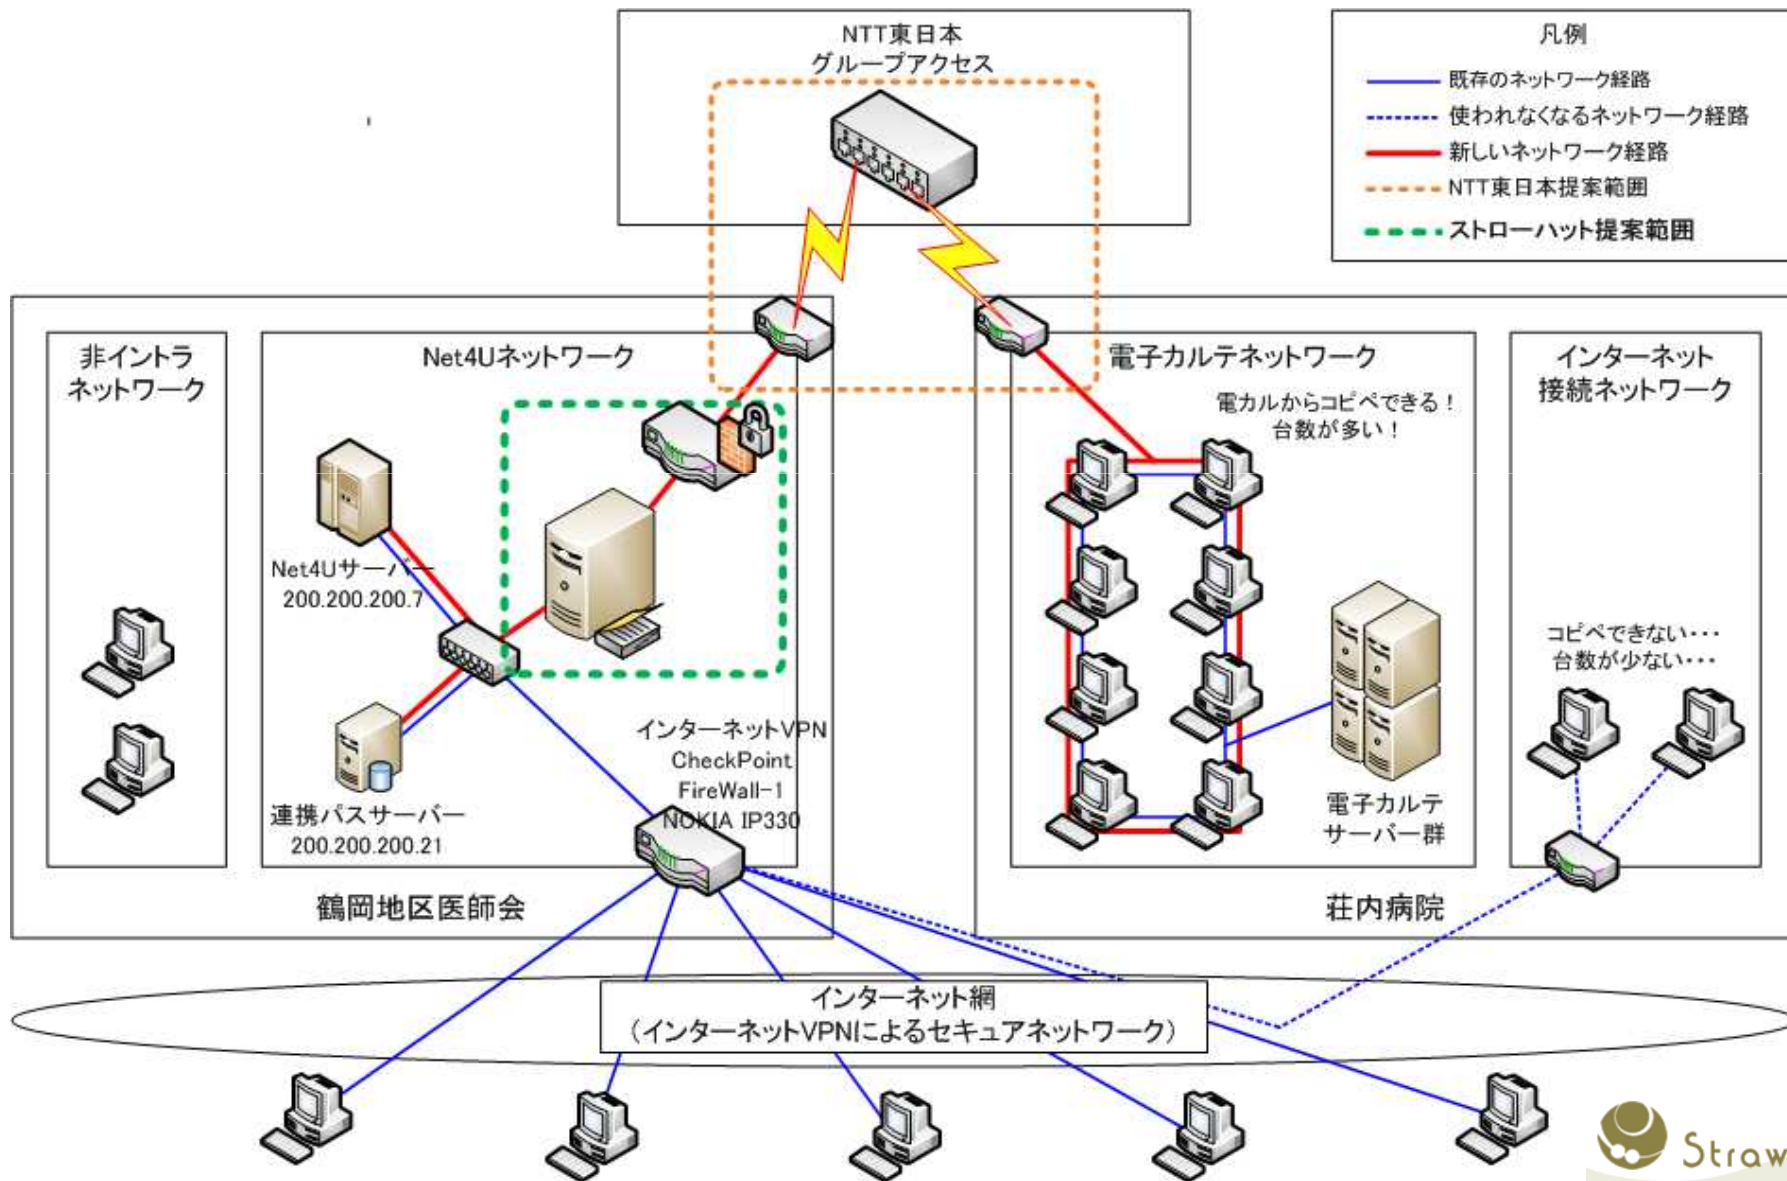 NTT東日本
グループアクセス
凡例
既存のネットワーク経路
使われなくなるネットワーク経路
新しいネットワーク経路
NTT東日本提案範囲
ストローハット提案範囲
非イントラ
ネットワーク
Net4Uネットワーク
電子カルテネットワーク
インターネット
接続ネットワーク
電カルからコピペできる！
台数が多い！
Net4Uサーバー
200.200.200.7
コピペできない・・・
台数が少ない・・・
インターネットVPN
CheckPoint
FireWall-1
NOKIA IP330
連携パスサーバー
200.200.200.21
電子カルテ
サーバー群
鶴岡地区医師会
荘内病院
インターネット網
（インターネットVPNによるセキュアネットワーク）
Straw